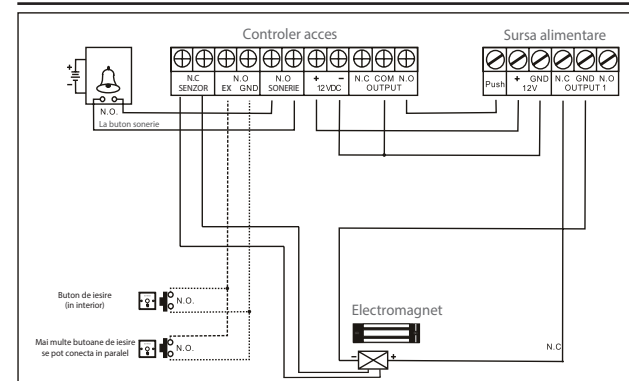 Controler acces
Sursa alimentare
N.C
SENZOR
N.O
EX GND
N.O
SONERIE
+ −
12VDC
N.C COM N.O
OUTPUT
Push
+ GND
12V
N.C GND N.O
OUTPUT 1
+
−
N.O.
La buton sonerie
Buton de iesire
(in interior)
N.O.
Mai multe butoane de iesire
se pot conecta in paralel
N.O.
Electromagnet
− +
N.C